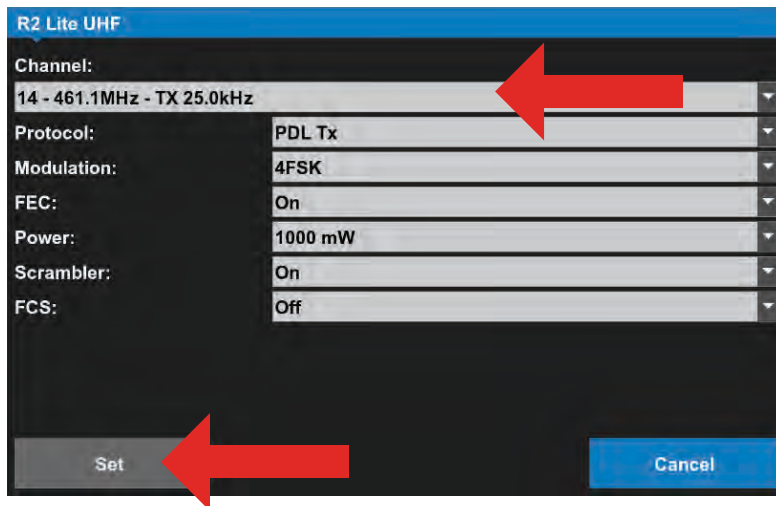 R2 Lite UHF
Channel:
14 - 461.1MHz - TX 25.0kHz
Protocol: PDL Tx
Modulation: 4FSK
FEC: On
Power: 1000 mW
Scrambler: On
FCS: Off
Set Cancel